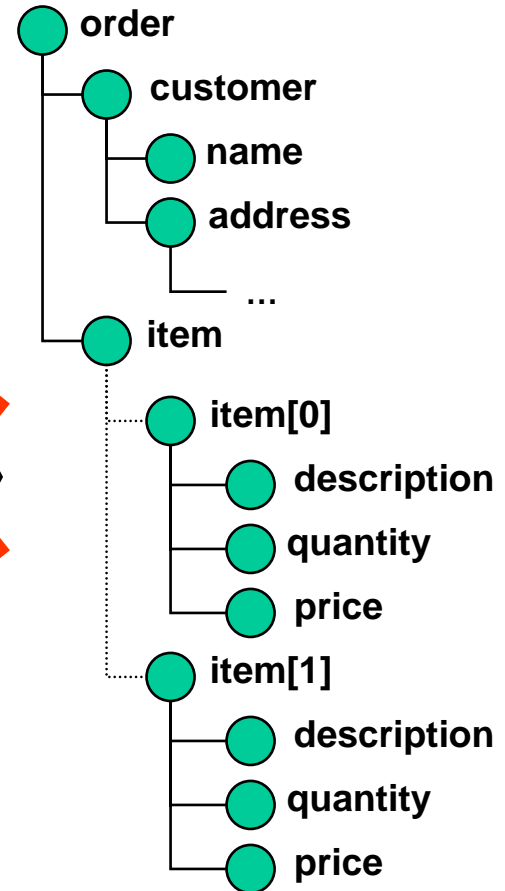 order
customer
name
address
...
item
item[0]
description
quantity
price
item[1]
description
quantity
price